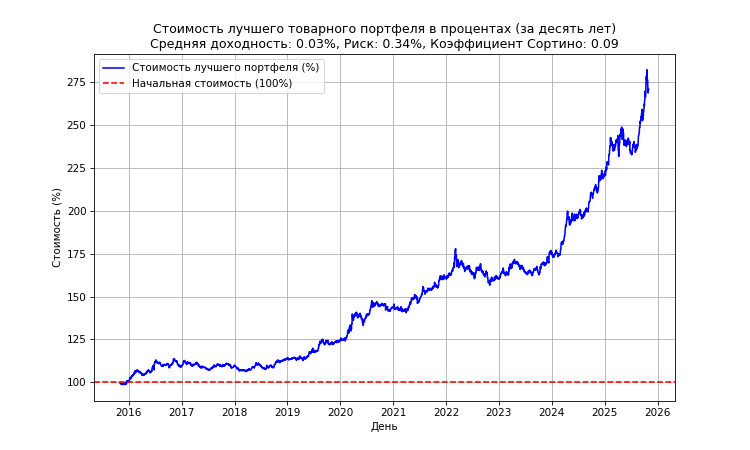 Стоимость лучшего товарного портфеля в процентах (за десять лет)
Средняя доходность: 0.03%, Риск: 0.34%, Коэффициент Сортино: 0.09
Стоимость лучшего портфеля (%)
Начальная стоимость (100%)
Стоимость (%)
275
250
225
200
175
150
125
100
2016 2017 2018 2019 2020 2021 2022 2023 2024 2025 2026
День